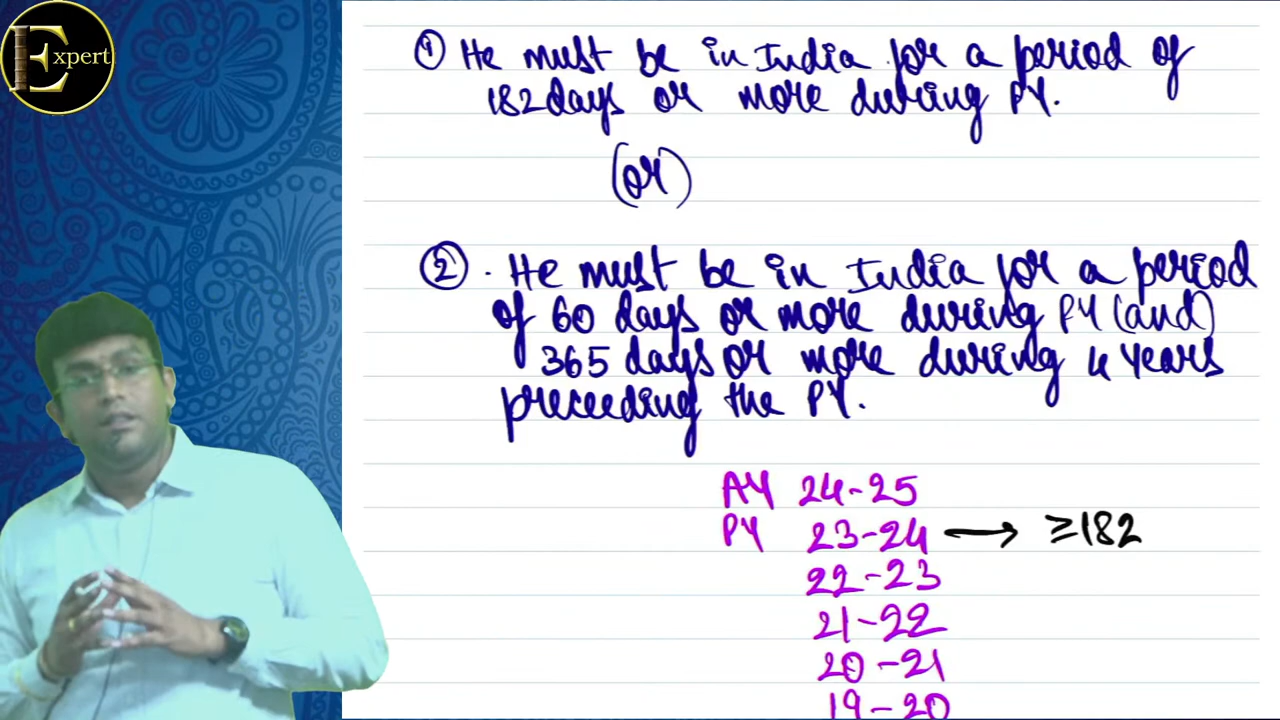 Expert
① He must be in India for a period of
182 days or more during PY.
(or)
② . He must be in India for a period
of 60 days or more during PY (and)
365 days or more during 4 years
preceeding the PY.
AY 24-25
PY 23-24 ⟶ ≥182
22-23
21-22
20-21
19-20